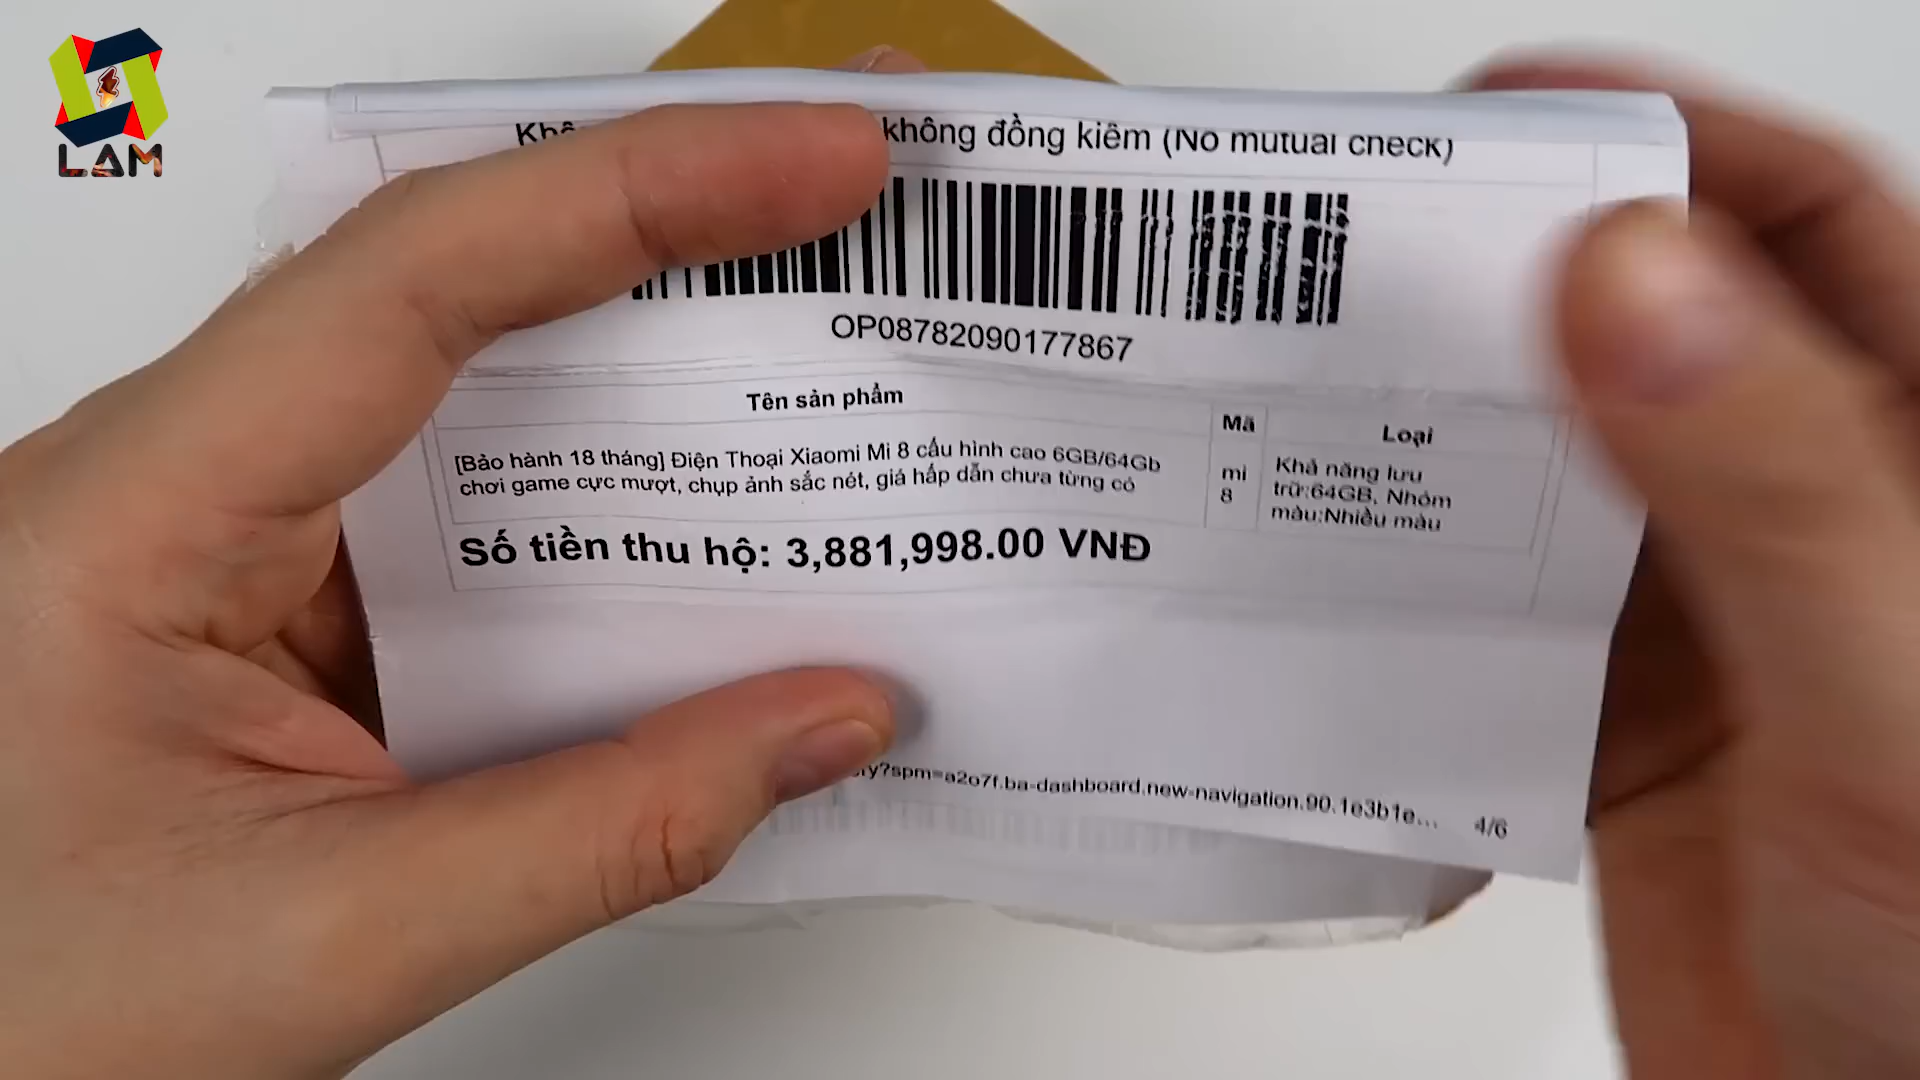 LAM
không đồng kiểm (No mutual check)
OP08782090177867
Tên sản phẩm
Mã
Loại
[Bảo hành 18 tháng] Điện Thoại Xiaomi Mi 8 cấu hình cao 6GB/64Gb
chơi game cực mượt, chụp ảnh sắc nét, giá hấp dẫn chưa từng có
mi
8
Khả năng lưu
trữ:64GB, Nhóm
màu:Nhiều màu
Số tiền thu hộ: 3,881,998.00 VNĐ
ry?spm=a2o7f.ba-dashboard.new-navigation.90.1e3b1e...
4/6